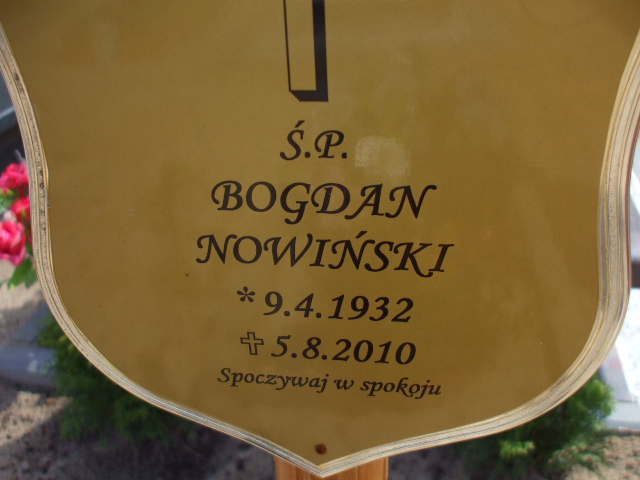 Ś.P.
BOGDAN
NOWIŃSKI
* 9.4.1932
✝ 5.8.2010
Spoczywaj w spokoju